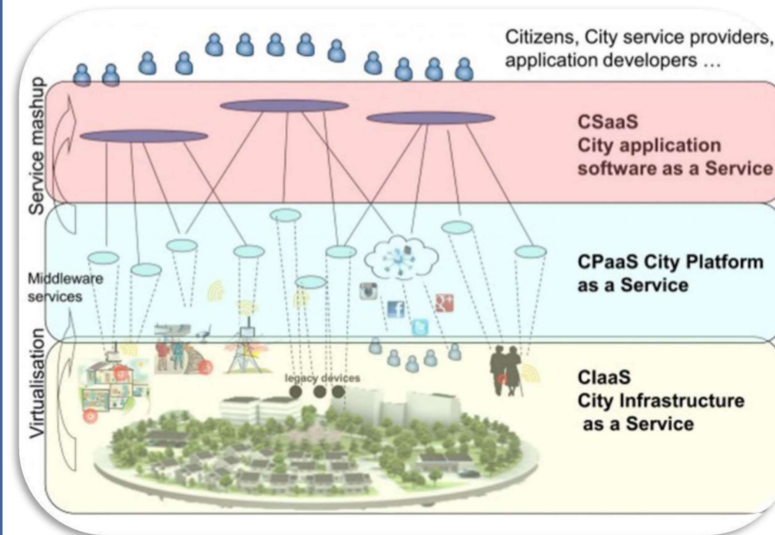 Citizens, City service providers,
application developers ...
Service mashup
CSaaS
City application
software as a Service
CPaaS City Platform
as a Service
Middleware
services
Virtualisation
legacy devices
CIaaS
City Infrastructure
as a Service